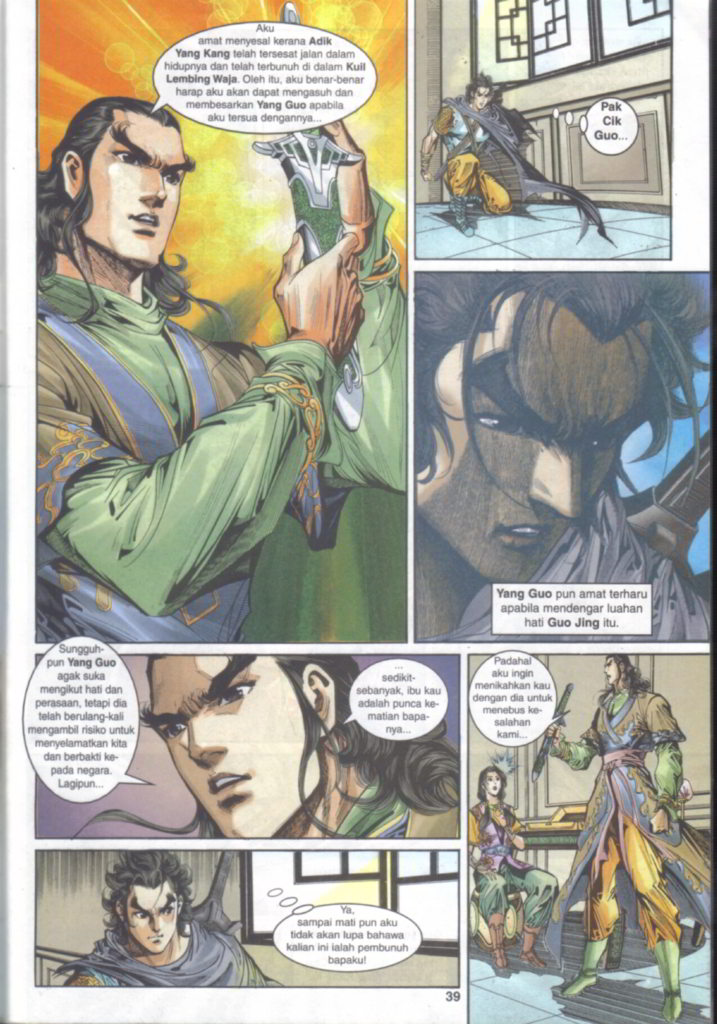 Aku
amat menyesal kerana Adik
Yang Kang telah tersesat jalan dalam
hidupnya dan telah terbunuh di dalam Kuil
Lembing Waja. Oleh itu, aku benar-benar
harap aku akan dapat mengasuh dan
membesarkan Yang Guo apabila
aku tersua dengannya...
Pak
Cik
Guo...
Yang Guo pun amat terharu
apabila mendengar luahan
hati Guo Jing itu.
Sungguh-
pun Yang Guo
agak suka
mengikut hati dan
perasaan, tetapi dia
telah berulang-kali
mengambil risiko untuk
menyelamatkan kita
dan berbakti ke-
pada negara.
Lagipun...
...
sedikit-
sebanyak, ibu kau
adalah punca ke-
matian bapa-
nya...
Padahal
aku ingin
menikahkan kau
dengan dia untuk
menebus ke-
salahan
kami...
Ya,
sampai mati pun aku
tidak akan lupa bahawa
kalian ini ialah pembunuh
bapaku!
39